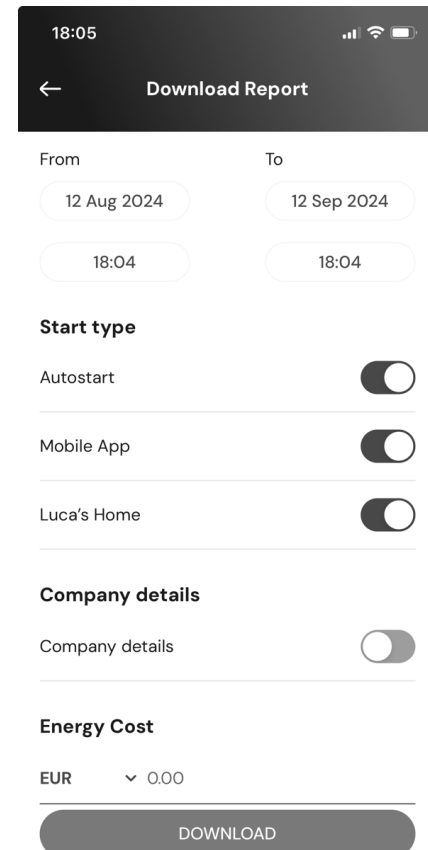 18:05
Download Report
From To
12 Aug 2024 12 Sep 2024
18:04 18:04
Start type
Autostart
Mobile App
Luca's Home
Company details
Company details
Energy Cost
EUR 0.00
DOWNLOAD